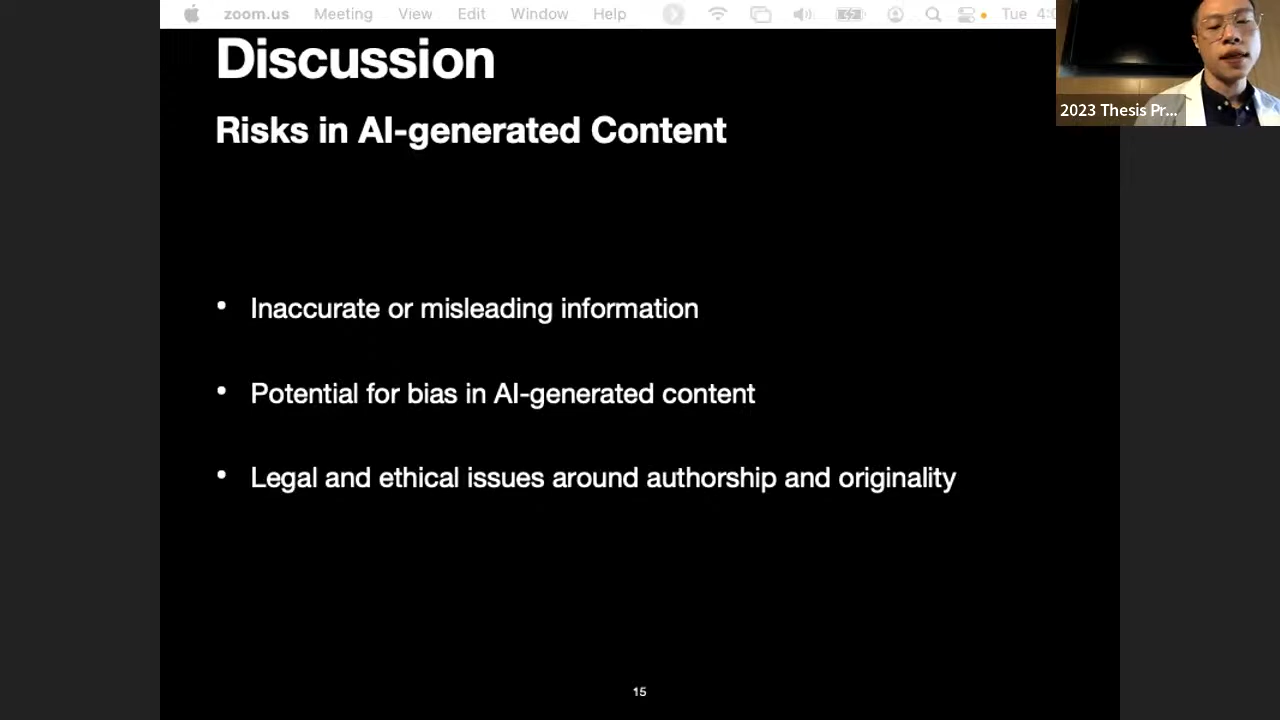 zoom.us Meeting View Edit Window Help Tue
Discussion
Risks in AI-generated Content
2023 Thesis Pr...
• Inaccurate or misleading information
• Potential for bias in AI-generated content
• Legal and ethical issues around authorship and originality
15